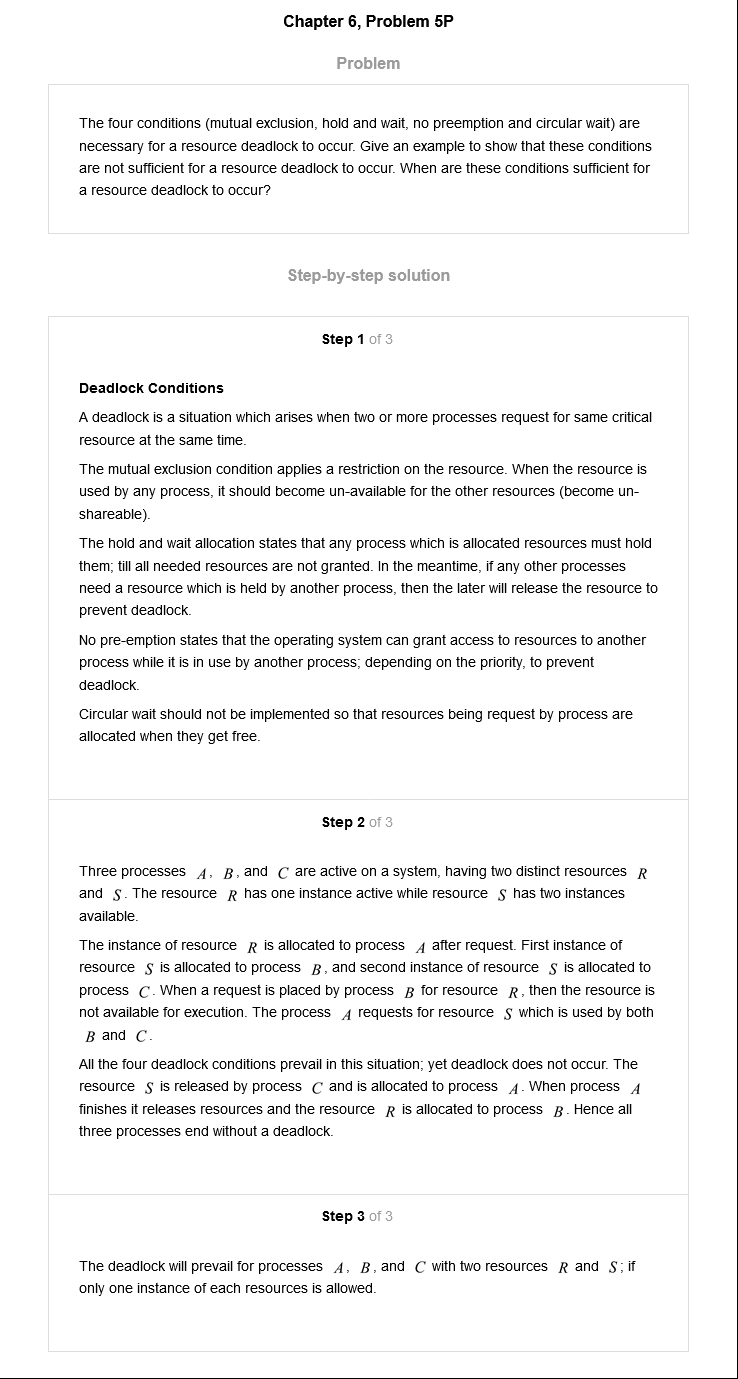 Chapter 6, Problem 5P
Problem
The four conditions (mutual exclusion, hold and wait, no preemption and circular wait) are
necessary for a resource deadlock to occur. Give an example to show that these conditions
are not sufficient for a resource deadlock to occur. When are these conditions sufficient for
a resource deadlock to occur?
Step-by-step solution
Step 1 of 3
Deadlock Conditions
A deadlock is a situation which arises when two or more processes request for same critical
resource at the same time.
The mutual exclusion condition applies a restriction on the resource. When the resource is
used by any process, it should become un-available for the other resources (become un-
shareable).
The hold and wait allocation states that any process which is allocated resources must hold
them; till all needed resources are not granted. In the meantime, if any other processes
need a resource which is held by another process, then the later will release the resource to
prevent deadlock.
No pre-emption states that the operating system can grant access to resources to another
process while it is in use by another process; depending on the priority, to prevent
deadlock.
Circular wait should not be implemented so that resources being request by process are
allocated when they get free.
Step 2 of 3
Three processes A, B, and C are active on a system, having two distinct resources R
and S. The resource R has one instance active while resource S has two instances
available.
The instance of resource R is allocated to process A after request. First instance of
resource S is allocated to process B, and second instance of resource S is allocated to
process C. When a request is placed by process B for resource R, then the resource is
not available for execution. The process A requests for resource S which is used by both
B and C.
All the four deadlock conditions prevail in this situation; yet deadlock does not occur. The
resource S is released by process C and is allocated to process A. When process A
finishes it releases resources and the resource R is allocated to process B. Hence all
three processes end without a deadlock.
Step 3 of 3
The deadlock will prevail for processes A, B, and C with two resources R and S; if
only one instance of each resources is allowed.